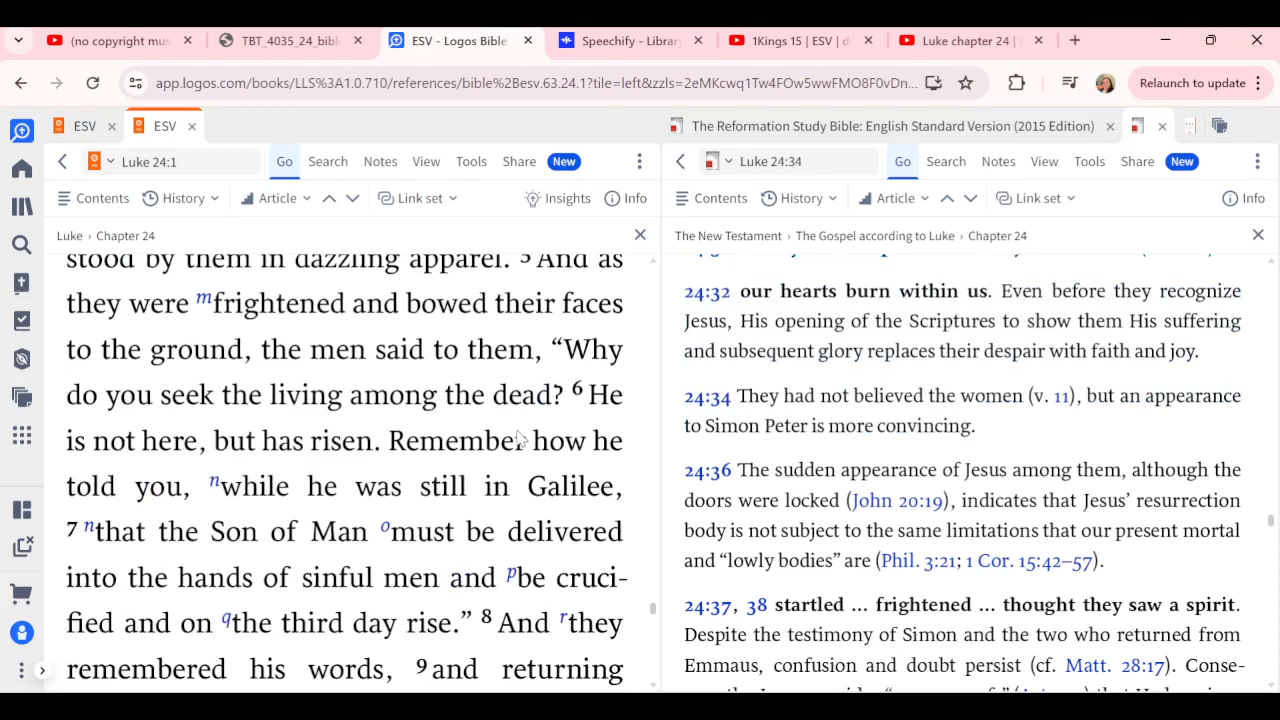 (no copyright mus
TBT_4035_24_bibl
ESV - Logos Bible
Speechify - Library
1Kings 15 | ESV | d
Luke chapter 24 |
app.logos.com/books/LLS%3A1.0.710/references/bible%2Besv.63.24.1?tile=left&zzls=2eMKcwq1Tw4FOw5wwFMO8F0vDn...
Relaunch to update
ESV
ESV
Luke 24:1
Go Search Notes View Tools Share New
Contents History Article Link set Insights Info
Luke › Chapter 24
stood by them in dazzling apparel. 5 And as
they were m frightened and bowed their faces
to the ground, the men said to them, “Why
do you seek the living among the dead? 6 He
is not here, but has risen. Remember how he
told you, n while he was still in Galilee,
7 n that the Son of Man o must be delivered
into the hands of sinful men and p be cruci-
fied and on q the third day rise.” 8 And r they
remembered his words, 9 and returning
The Reformation Study Bible: English Standard Version (2015 Edition)
Luke 24:34
Go Search Notes View Tools Share New
Contents History Article Link set Info
The New Testament › The Gospel according to Luke › Chapter 24
24:32 our hearts burn within us. Even before they recognize
Jesus, His opening of the Scriptures to show them His suffering
and subsequent glory replaces their despair with faith and joy.
24:34 They had not believed the women (v. 11), but an appearance
to Simon Peter is more convincing.
24:36 The sudden appearance of Jesus among them, although the
doors were locked (John 20:19), indicates that Jesus’ resurrection
body is not subject to the same limitations that our present mortal
and “lowly bodies” are (Phil. 3:21; 1 Cor. 15:42–57).
24:37, 38 startled ... frightened ... thought they saw a spirit.
Despite the testimony of Simon and the two who returned from
Emmaus, confusion and doubt persist (cf. Matt. 28:17). Conse-